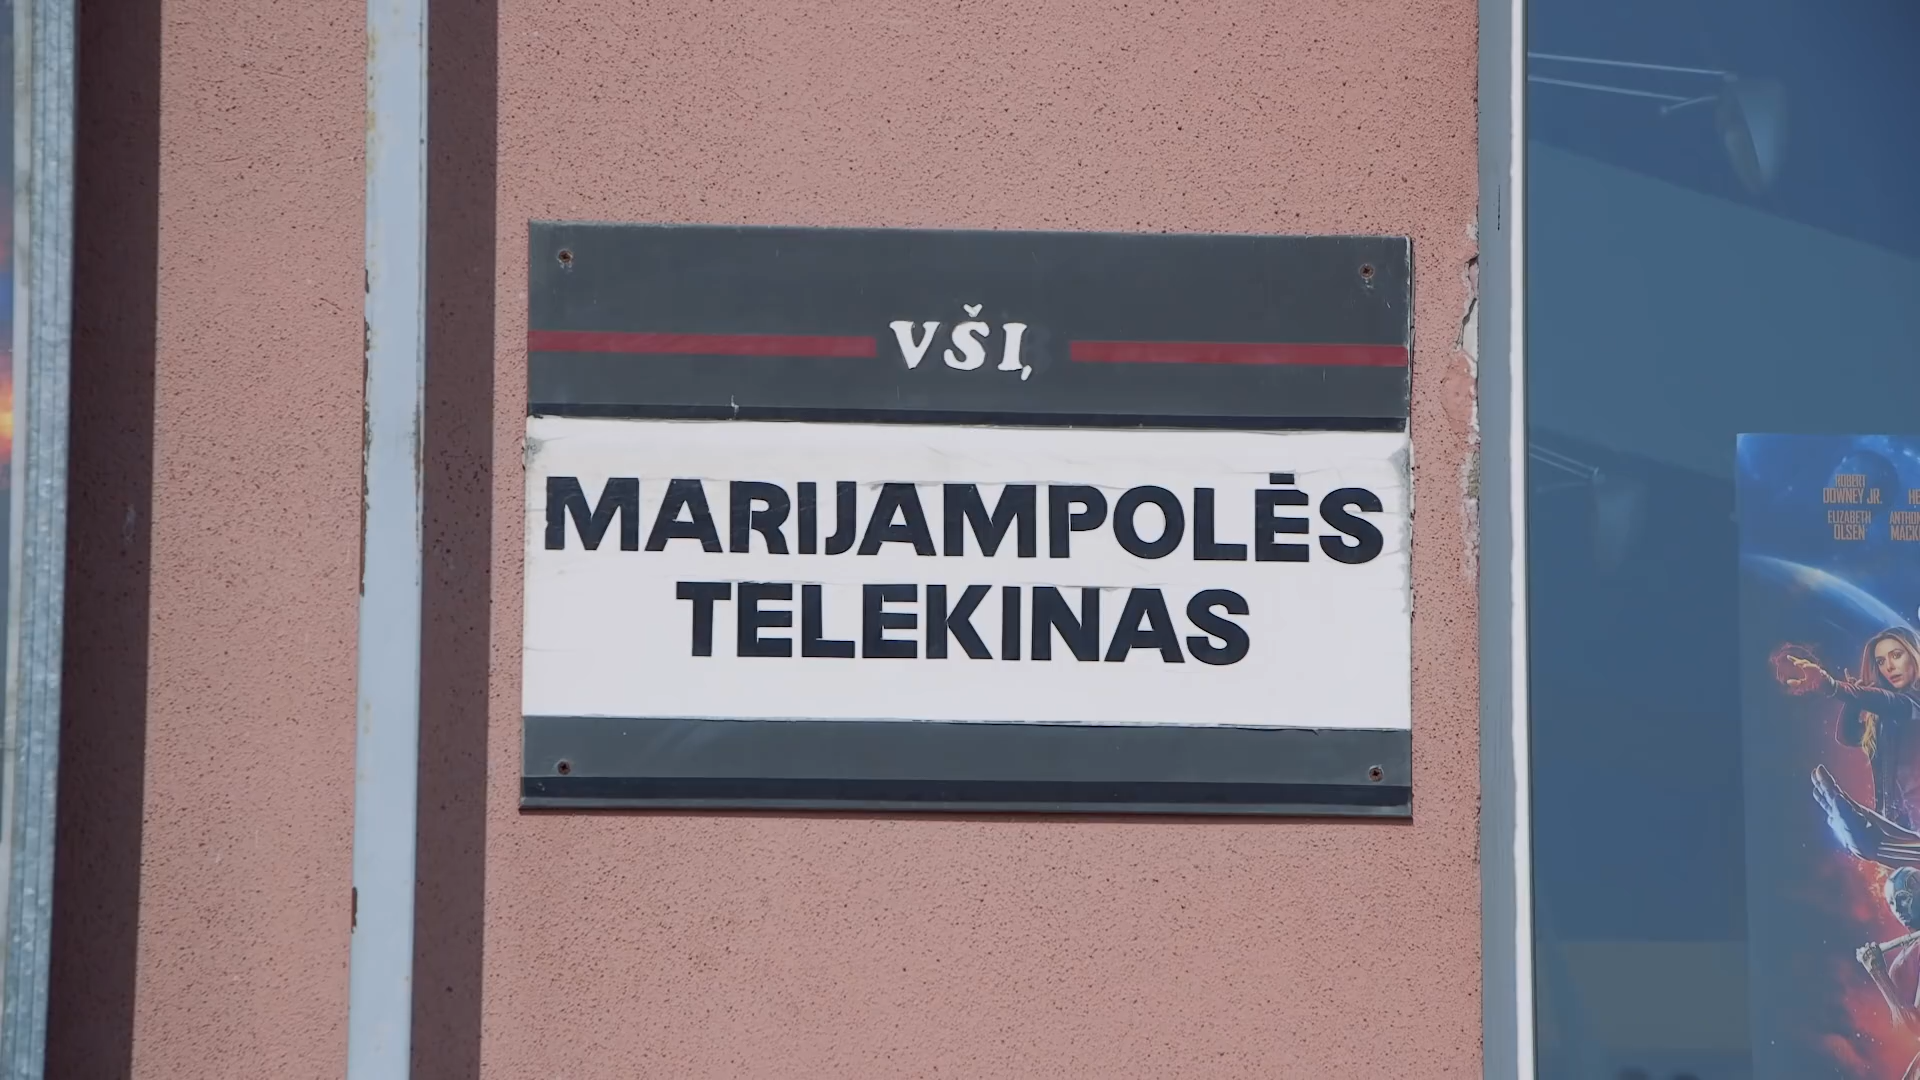 VŠĮ
MARIJAMPOLĖS
TELEKINAS
ROBERT
DOWNEY JR.
ELIZABETH
OLSEN